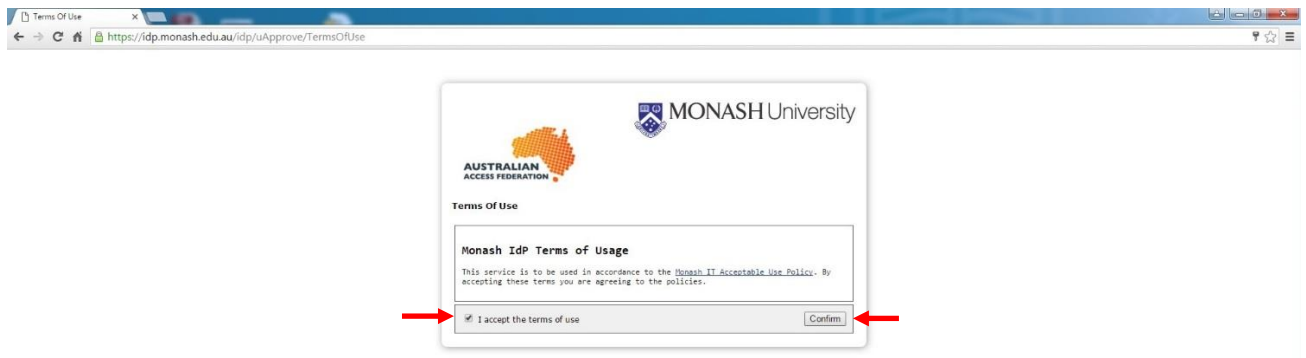 Terms Of Use
https://idp.monash.edu.au/idp/uApprove/TermsOfUse
MONASH University
AUSTRALIAN
ACCESS FEDERATION
Terms Of Use
Monash IdP Terms of Usage
This service is to be used in accordance to the Monash IT Acceptable Use Policy. By
accepting these terms you are agreeing to the policies.
I accept the terms of use
Confirm